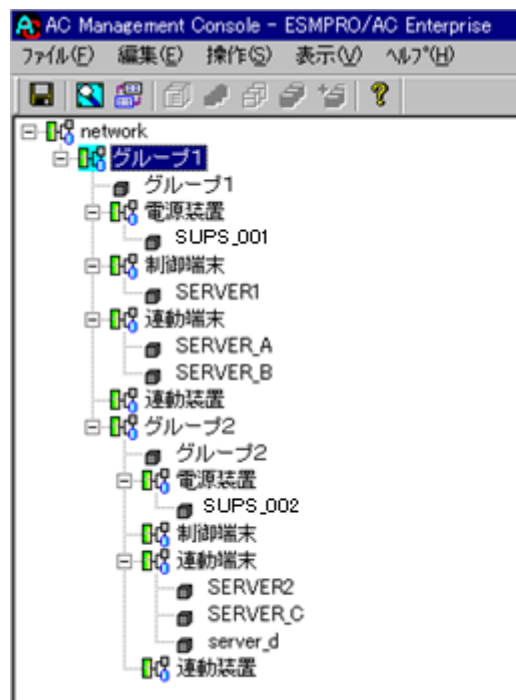 AC Management Console - ESMPRO/AC Enterprise
ファイル(F) 編集(E) 操作(S) 表示(V) ヘルプ(H)
network
グループ1
グループ1
電源装置
SUPS_001
制御端末
SERVER1
連動端末
SERVER_A
SERVER_B
連動装置
グループ2
グループ2
電源装置
SUPS_002
制御端末
連動端末
SERVER2
SERVER_C
server_d
連動装置